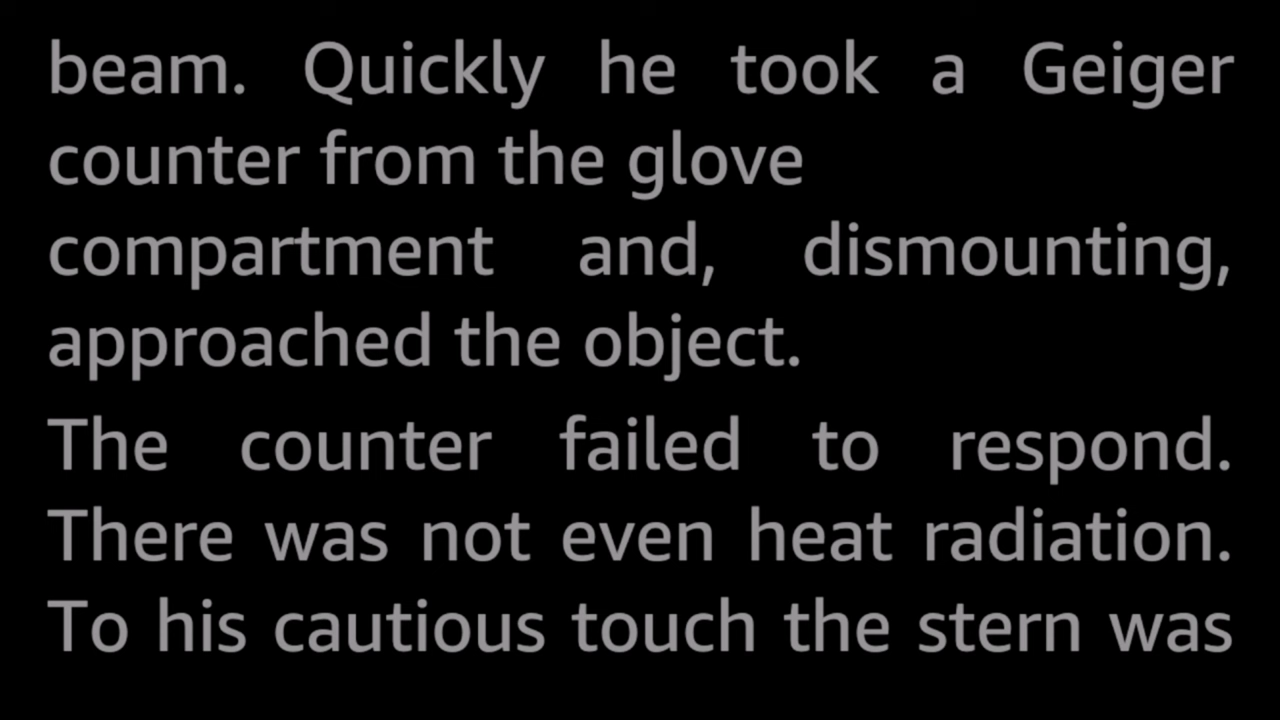 beam. Quickly he took a Geiger
counter from the glove
compartment and, dismounting,
approached the object.
The counter failed to respond.
There was not even heat radiation.
To his cautious touch the stern was